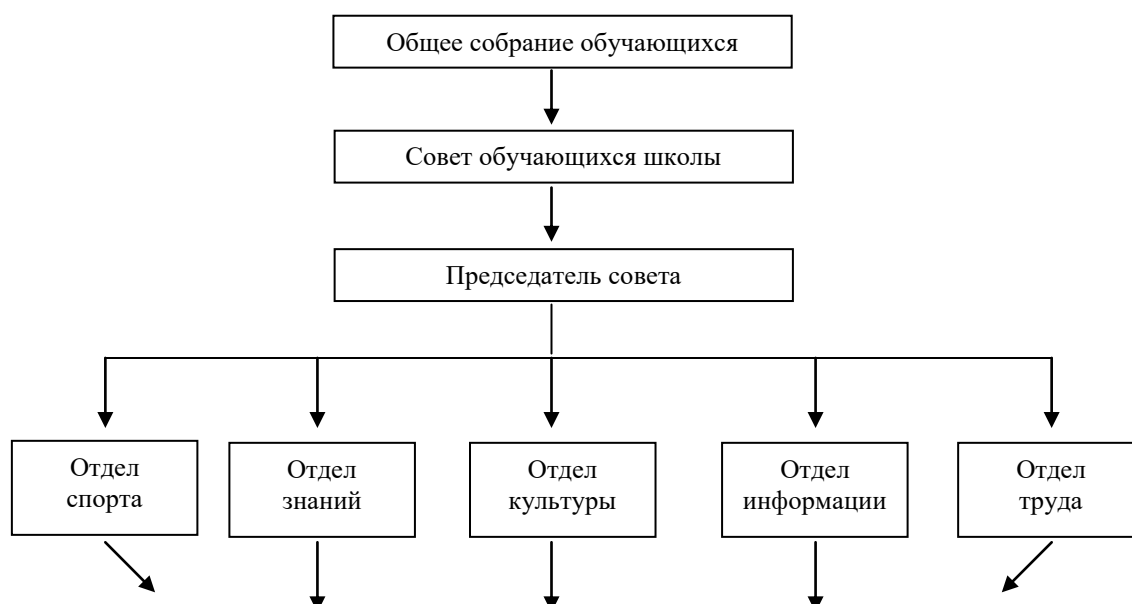 Общее собрание обучающихся
Совет обучающихся школы
Председатель совета
Отдел
спорта
Отдел
знаний
Отдел
культуры
Отдел
информации
Отдел
труда